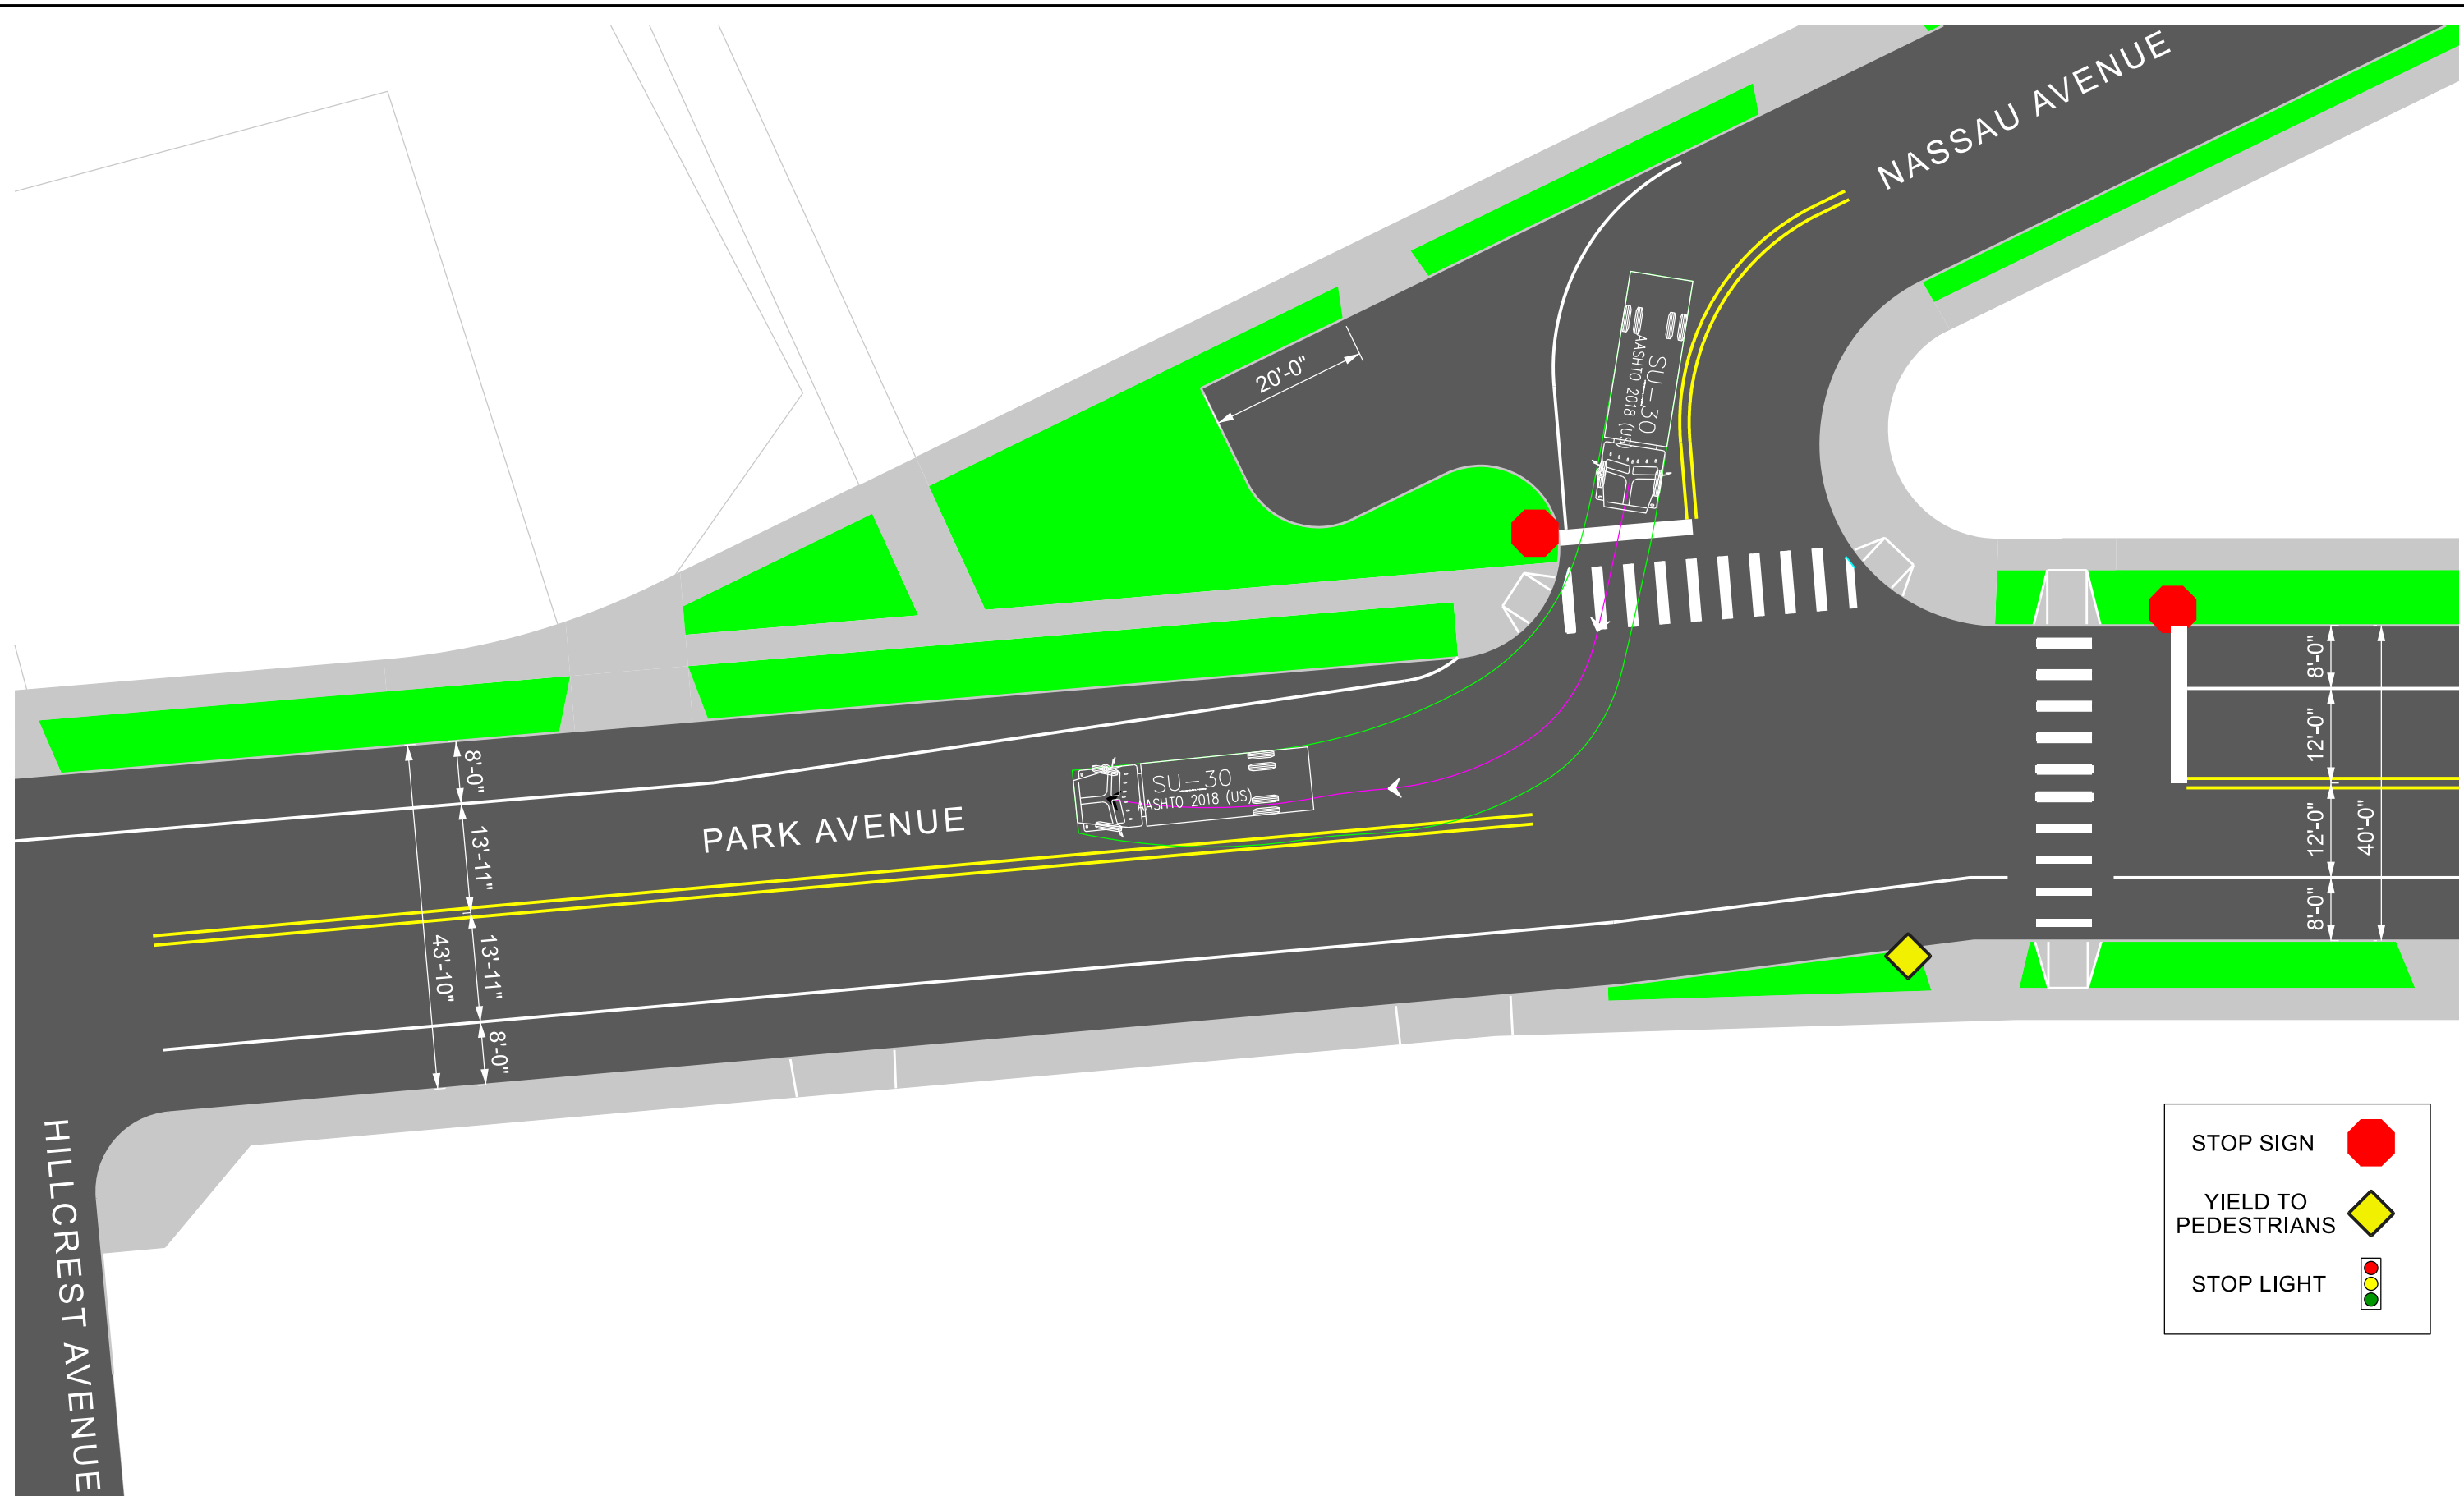 NASSAU AVENUE
20'-0"
SU-30
AASHTO 2018 (US)
8'-0"
13'-11"
43'-10"
13'-11"
8'-0"
PARK AVENUE
SU-30
AASHTO 2018 (US)
8'-0"
12'-0"
12'-0"
40'-0"
8'-0"
HILLCREST AVENUE
STOP SIGN
YIELD TO
PEDESTRIANS
STOP LIGHT